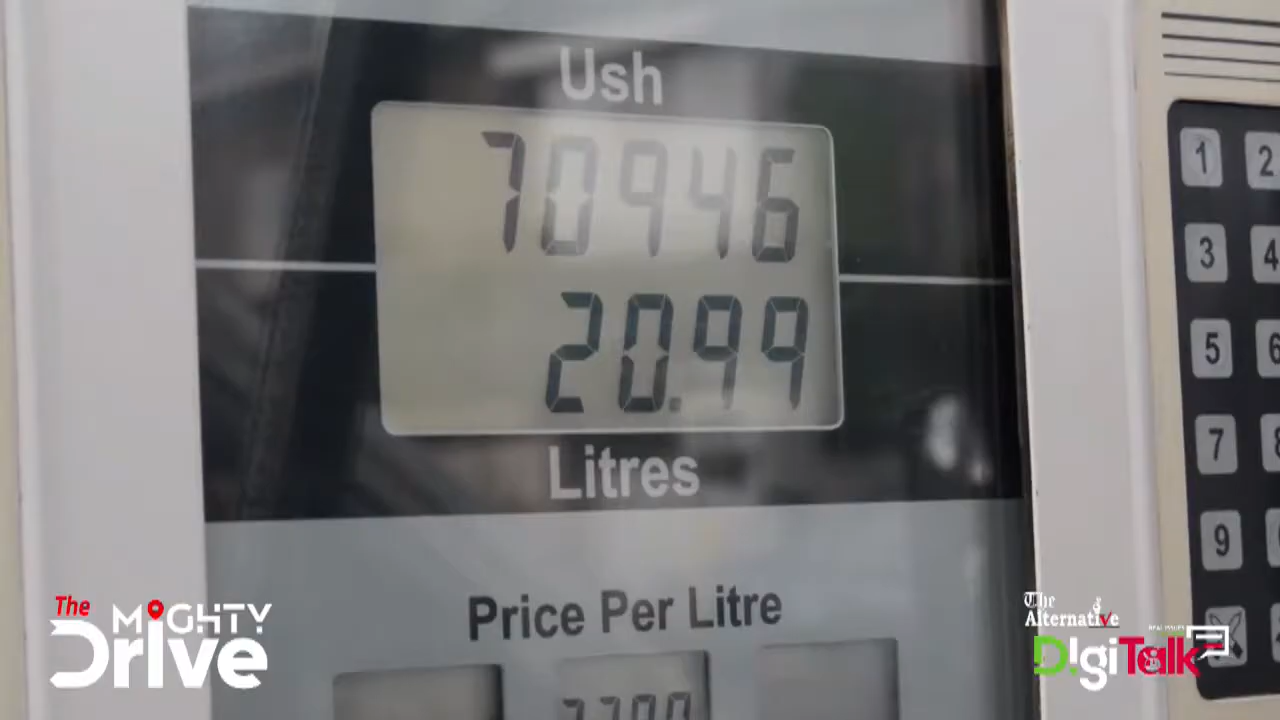 Ush
70946
20.99
Litres
Price Per Litre
1 2
3 4
5 6
7
9
The MIGHTY DRIVE
The Alternative
DigiTalk